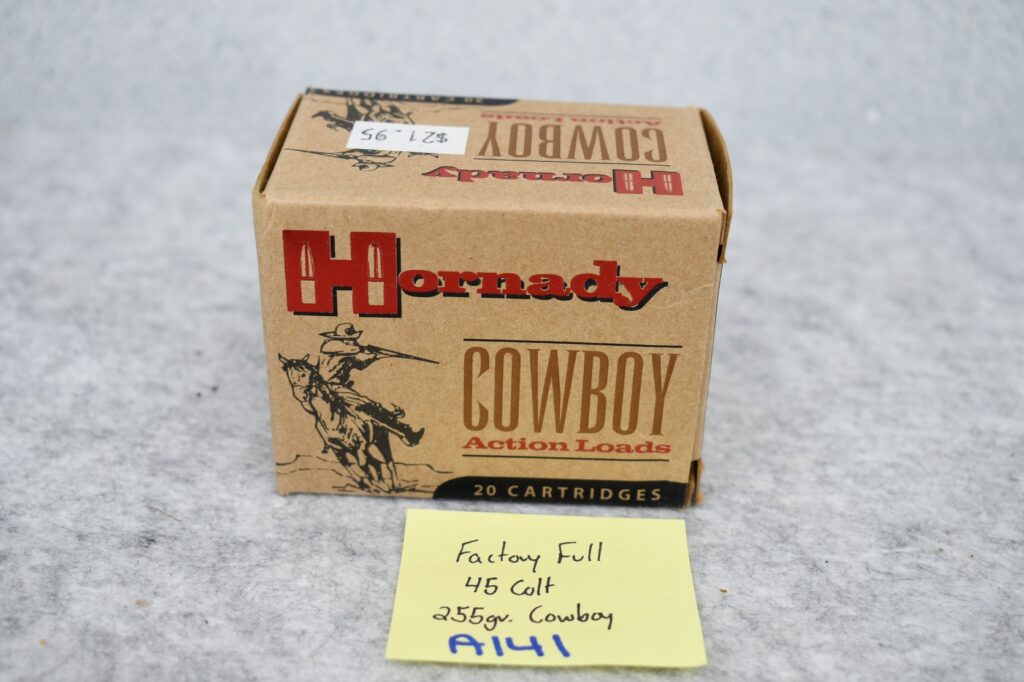 20 CARTRIDGES
Action Loads
COWBOY
$21.95
Hornady
Hornady
COWBOY
Action Loads
20 CARTRIDGES
Factory Full
45 Colt
255gr. Cowboy
A141